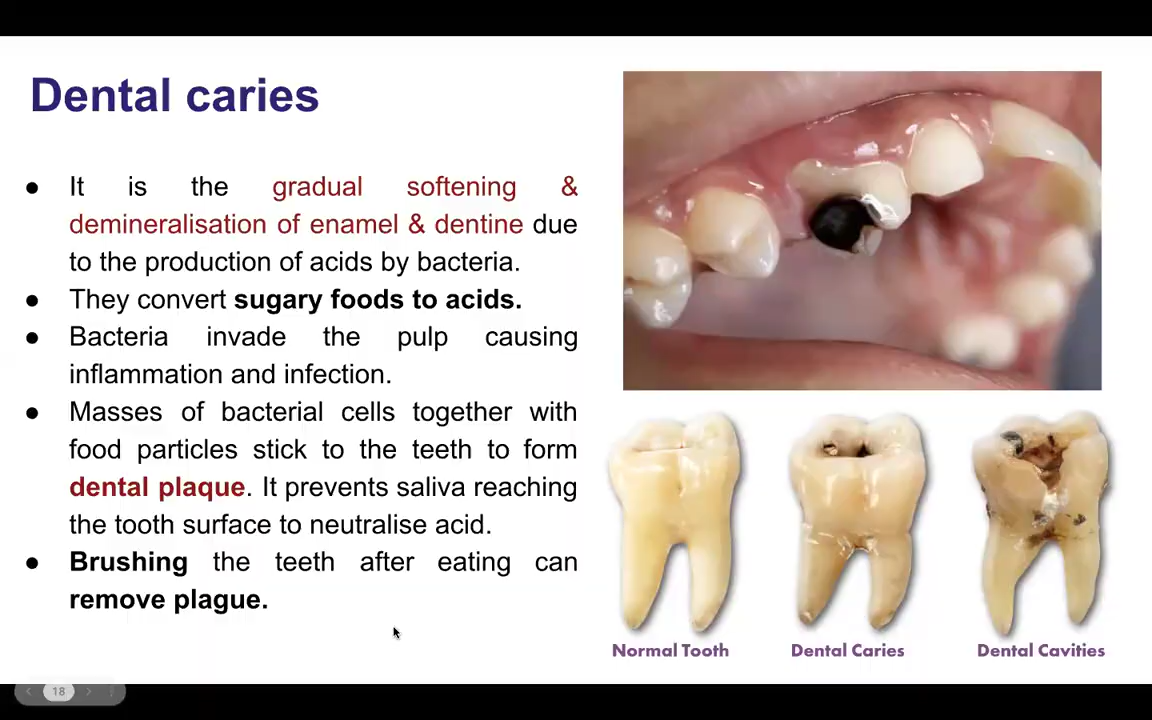 Dental caries
● It is the gradual softening &
demineralisation of enamel & dentine due
to the production of acids by bacteria.
● They convert sugary foods to acids.
● Bacteria invade the pulp causing
inflammation and infection.
● Masses of bacterial cells together with
food particles stick to the teeth to form
dental plaque. It prevents saliva reaching
the tooth surface to neutralise acid.
● Brushing the teeth after eating can
remove plague.
Normal Tooth
Dental Caries
Dental Cavities
18